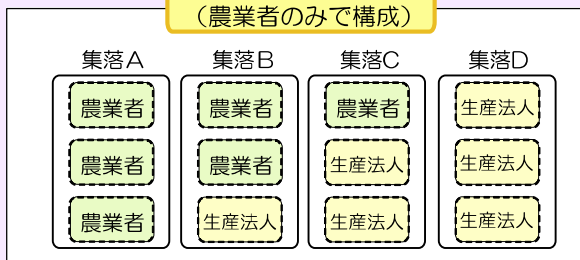 （農業者のみで構成）
集落A 集落B 集落C 集落D
農業者 農業者 農業者 生産法人
農業者 農業者 生産法人 生産法人
農業者 生産法人 生産法人 生産法人